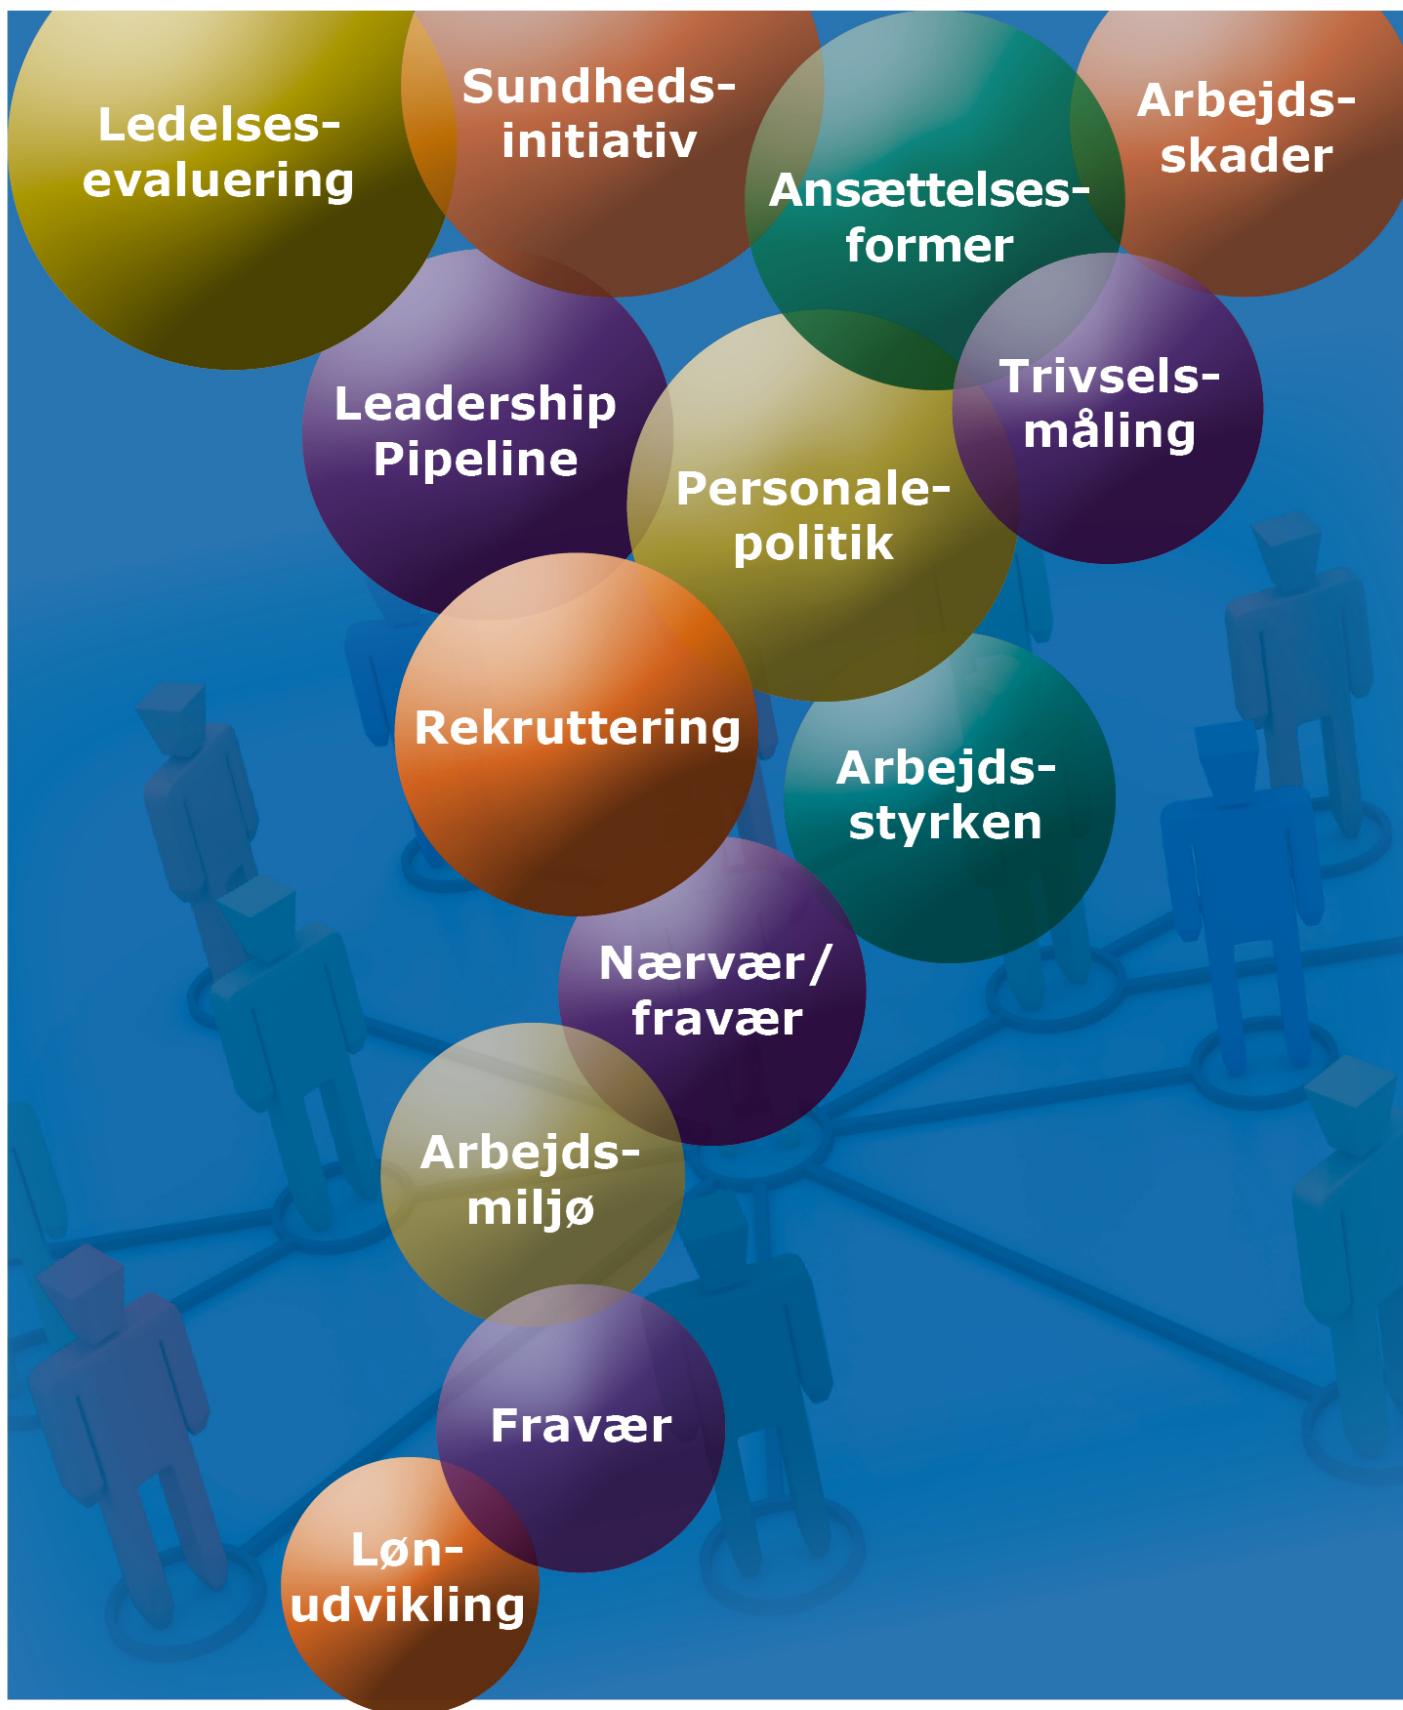 Ledelses-
evaluering
Sundheds-
initiativ
Ansættelses-
former
Arbejds-
skader
Leadership
Pipeline
Personale-
politik
Trivsels-
måling
Rekruttering
Arbejds-
styrken
Nærvær/
fravær
Arbejds-
miljø
Fravær
Løn-
udvikling